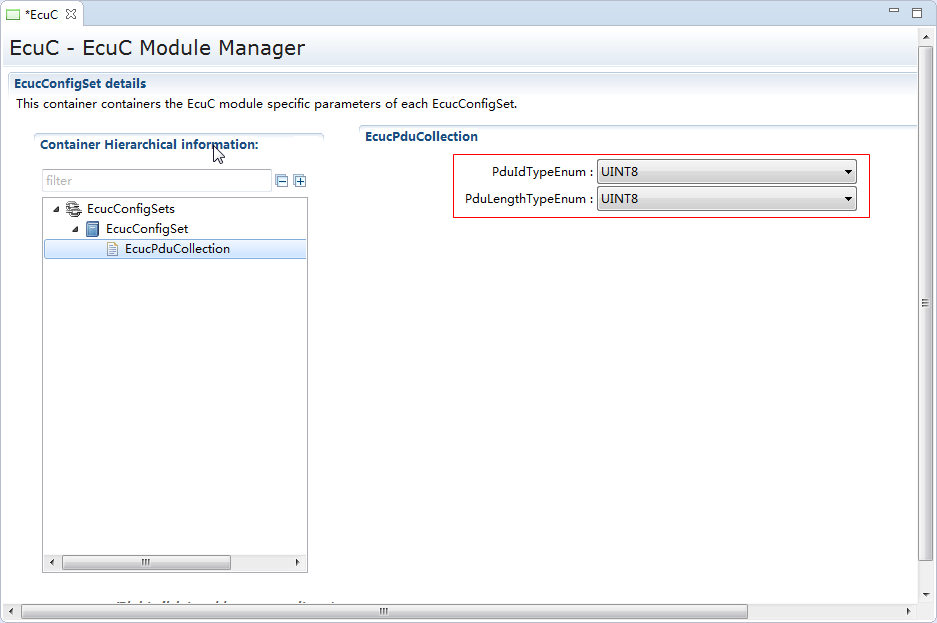 *EcuC
EcuC - EcuC Module Manager
EcucConfigSet details
This container containers the EcuC module specific parameters of each EcucConfigSet.
Container Hierarchical information:
filter
EcucConfigSets
EcucConfigSet
EcucPduCollection
EcucPduCollection
PduIdTypeEnum : UINT8
PduLengthTypeEnum : UINT8